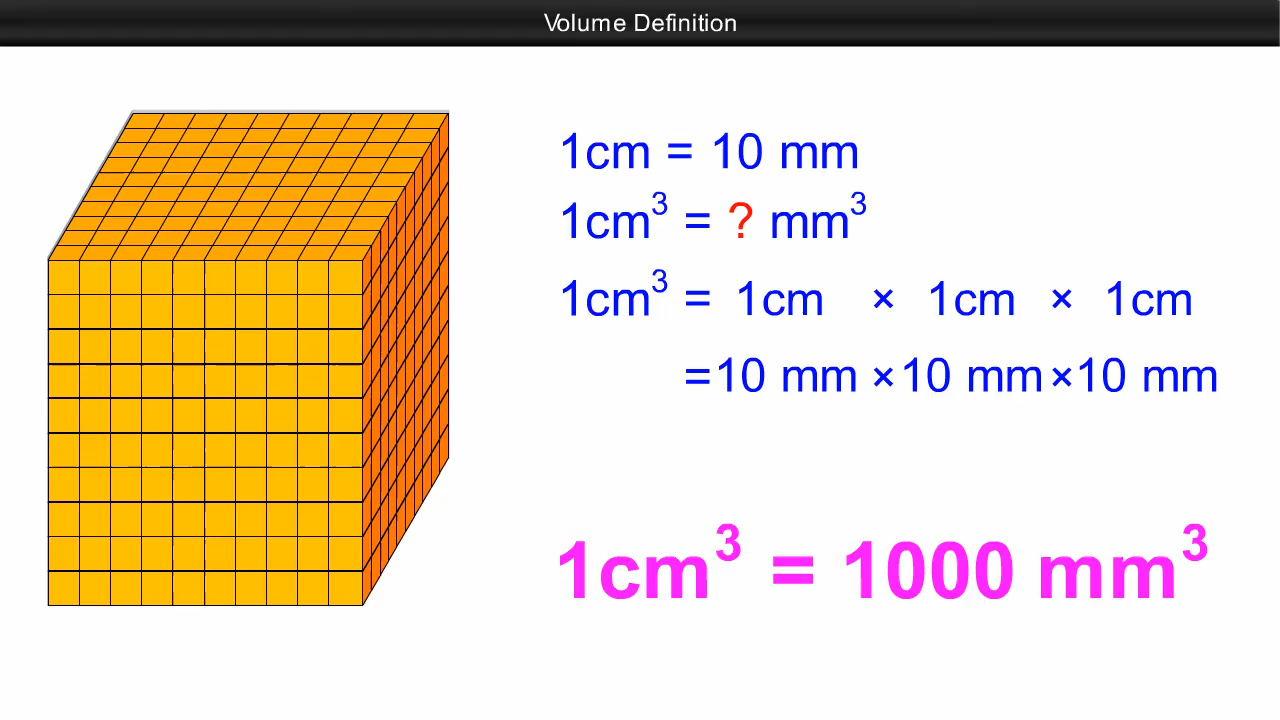 Volume Definition
1cm = 10 mm
1cm³ = ? mm³
1cm³ = 1cm × 1cm × 1cm
=10 mm ×10 mm ×10 mm
1cm³ = 1000 mm³